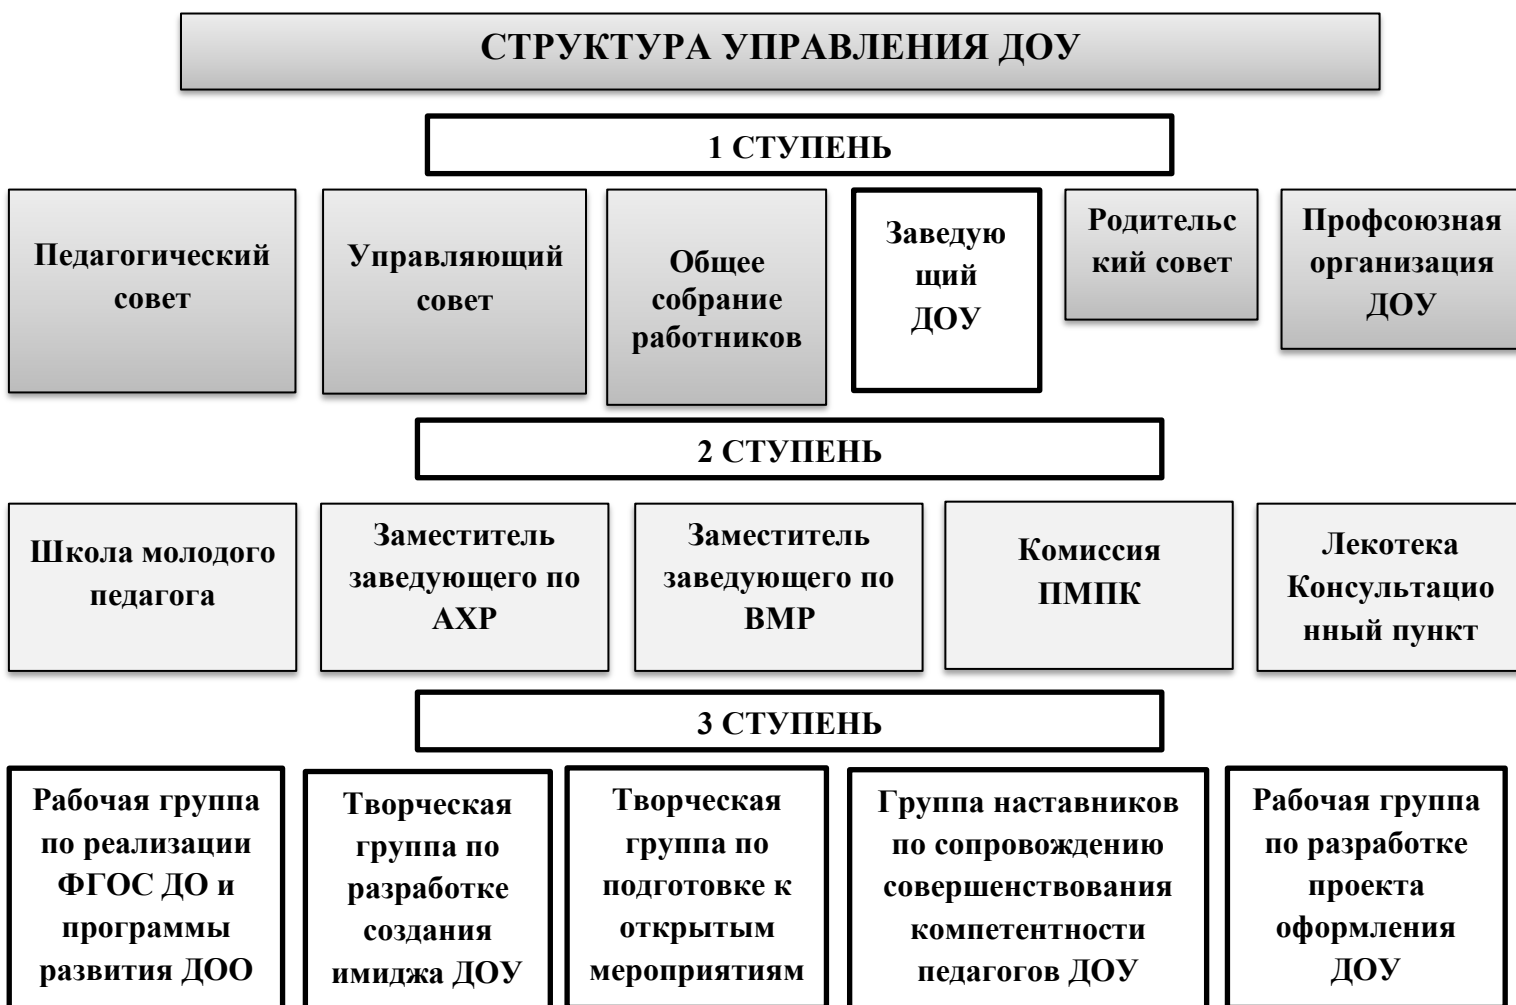 СТРУКТУРА УПРАВЛЕНИЯ ДОУ
1 СТУПЕНЬ
Педагогический
совет
Управляющий
совет
Общее
собрание
работников
Заведую
щий
ДОУ
Родительс
кий совет
Профсоюзная
организация
ДОУ
2 СТУПЕНЬ
Школа молодого
педагога
Заместитель
заведующего по
АХР
Заместитель
заведующего по
ВМР
Комиссия
ПМПК
Лекотека
Консультацио
нный пункт
3 СТУПЕНЬ
Рабочая группа
по реализации
ФГОС ДО и
программы
развития ДОО
Творческая
группа по
разработке
создания
имиджа ДОУ
Творческая
группа по
подготовке к
открытым
мероприятиям
Группа наставников
по сопровождению
совершенствования
компетентности
педагогов ДОУ
Рабочая группа
по разработке
проекта
оформления
ДОУ